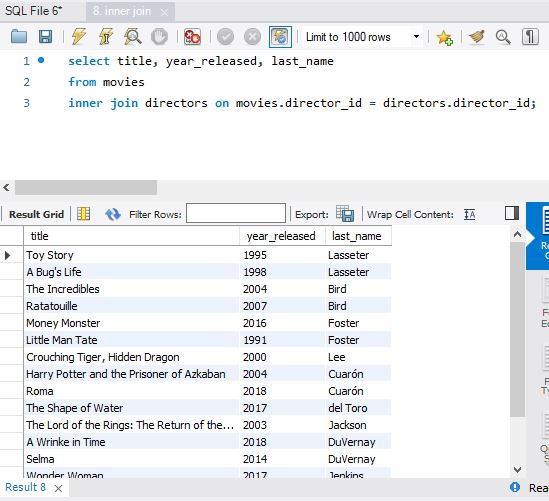 SQL File 6* 8. inner join
Limit to 1000 rows
1 select title, year_released, last_name
2 from movies
3 inner join directors on movies.director_id = directors.director_id;
Result Grid Filter Rows: Export: Wrap Cell Content:
title year_released last_name
Toy Story 1995 Lasseter
A Bug's Life 1998 Lasseter
The Incredibles 2004 Bird
Ratatouille 2007 Bird
Money Monster 2016 Foster
Little Man Tate 1991 Foster
Crouching Tiger, Hidden Dragon 2000 Lee
Harry Potter and the Prisoner of Azkaban 2004 Cuarón
Roma 2018 Cuarón
The Shape of Water 2017 del Toro
The Lord of the Rings: The Return of the... 2003 Jackson
A Wrinke in Time 2018 DuVernay
Selma 2014 DuVernay
Wonder Woman 2017 Jenkins
Result 8